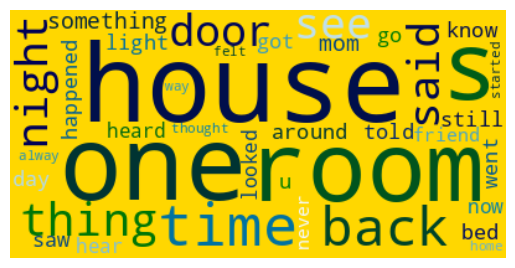 something
door
see
night
light
felt
got
mom
go
know
started
happened
house
way
said
s
still
heard
thought
around
told
friend
alway
day
one
looked
u
room
went
thing
time
never
back
now
saw
hear
bed
home